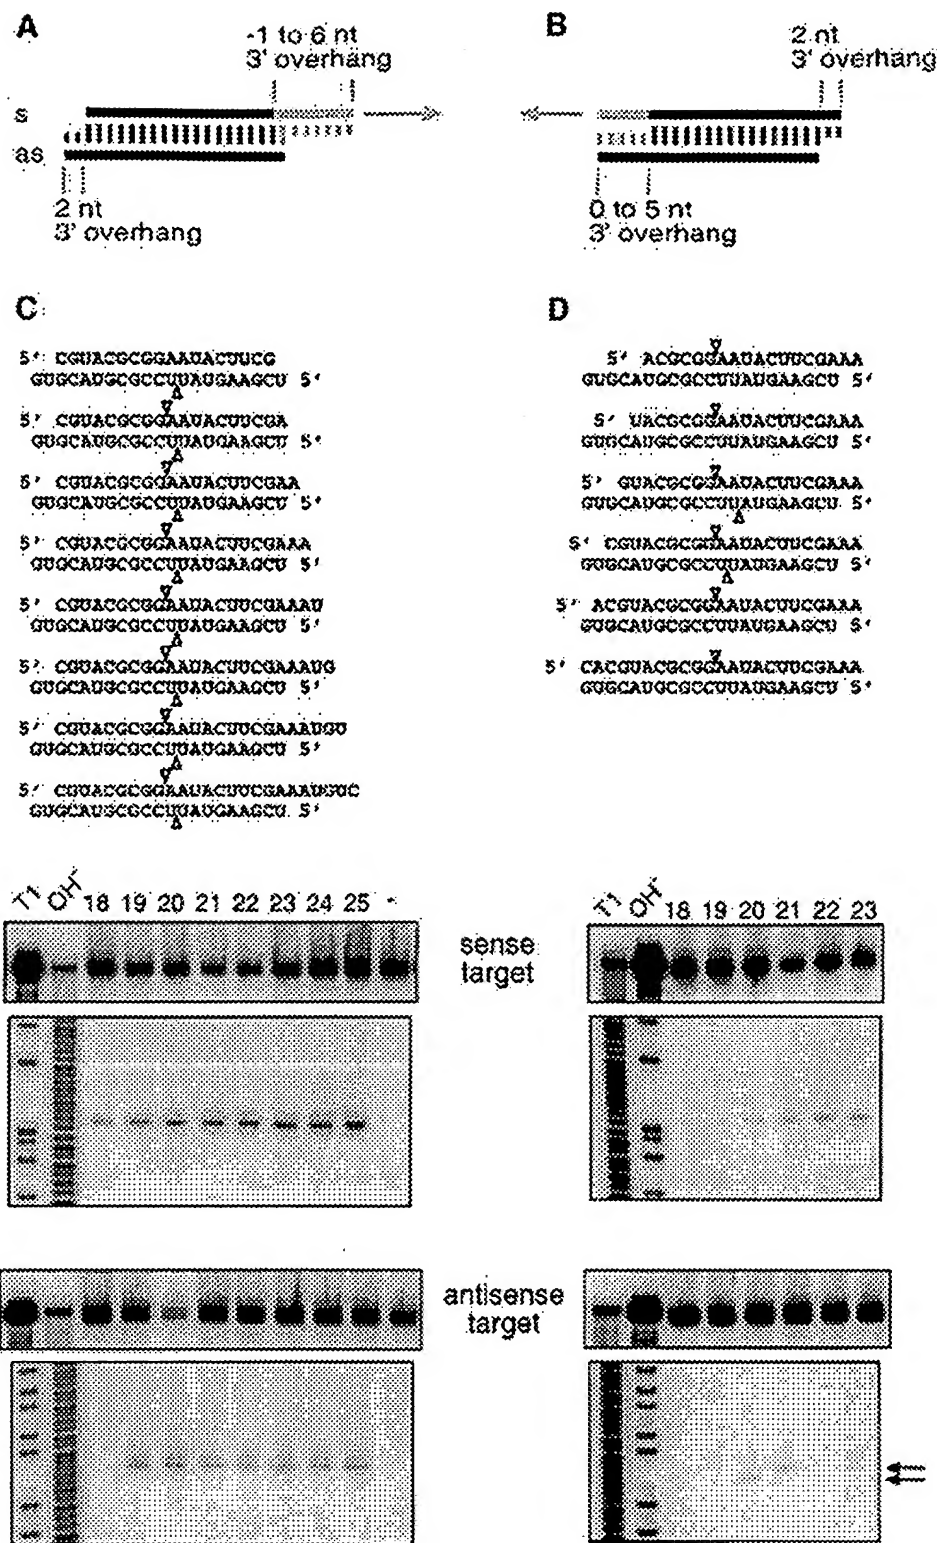 A
-1 to 6 nt
3' overhang
s
as
2 nt
3' overhang
B
2 nt
3' overhang
0 to 5 nt
3' overhang
C
5' CGUACGCGGAAUACUUCG
GUGCAUGCGCCUUAUGAAGCU 5'
5' CGUACGCGGAAUACUUCGA
GUGCAUGCGCCUUAUGAAGCU 5'
5' CGUACGCGGAAUACUUCGAA
GUGCAUGCGCCUUAUGAAGCU 5'
5' CGUACGCGGAAUACUUCGAAA
GUGCAUGCGCCUUAUGAAGCU 5'
5' CGUACGCGGAAUACUUCGAAAU
GUGCAUGCGCCUUAUGAAGCU 5'
5' CGUACGCGGAAUACUUCGAAAUG
GUGCAUGCGCCUUAUGAAGCU 5'
5' CGUACGCGGAAUACUUCGAAAUGU
GUGCAUGCGCCUUAUGAAGCU 5'
5' CGUACGCGGAAUACUUCGAAAUGUC
GUGCAUGCGCCUUAUGAAGCU 5'
D
5' ACGCGGAAUACUUCGAAA
GUGCAUGCGCCUUAUGAAGCU 5'
5' UACGCGGAAUACUUCGAAA
GUGCAUGCGCCUUAUGAAGCU 5'
5' GUACGCGGAAUACUUCGAAA
GUGCAUGCGCCUUAUGAAGCU 5'
5' CGUACGCGGAAUACUUCGAAA
GUGCAUGCGCCUUAUGAAGCU 5'
5' ACGUACGCGGAAUACUUCGAAA
GUGCAUGCGCCUUAUGAAGCU 5'
5' CACGUACGCGGAAUACUUCGAAA
GUGCAUGCGCCUUAUGAAGCU 5'
T1 OH⁻ 18 19 20 21 22 23 24 25 -
sense
target
T1 OH⁻ 18 19 20 21 22 23
antisense
target